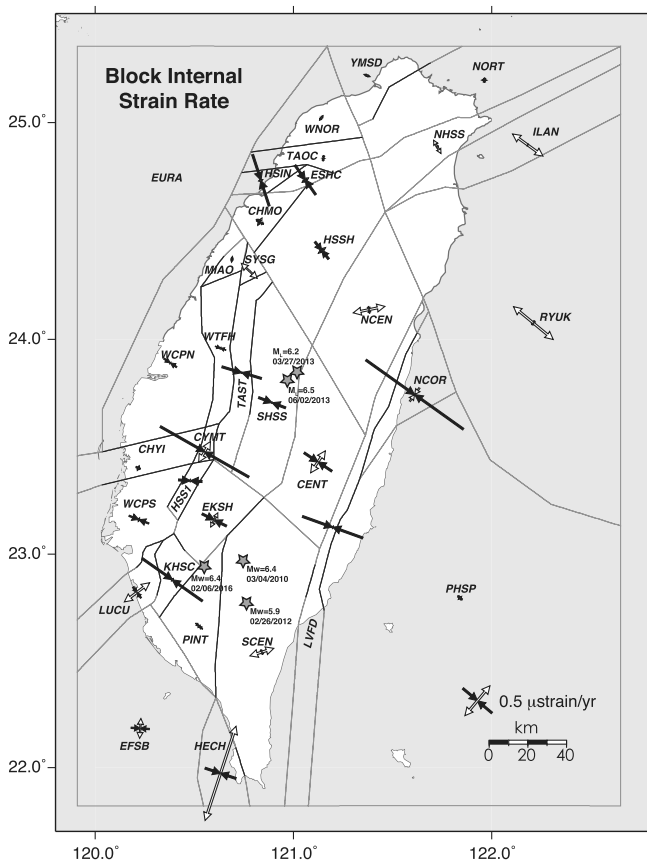 Block Internal
Strain Rate
YMSD
NORT
25.0°
WNOR
NHSS
ILAN
TAOC
EURA
HSIN
ESHC
CHMO
HSSH
SYSG
MIAO
NCEN
RYUK
24.0°
WTFH
WCPN
M =6.2
03/27/2013
NCOR
TAST
M =6.5
06/02/2013
SHSS
CYMT
CHYI
CENT
HSS1
WCPS
EKSH
23.0°
KHSC
Mw=6.4
03/04/2010
Mw=6.4
02/06/2016
PHSP
LUCU
Mw=5.9
02/26/2012
PINT
SCEN
LVFD
0.5 μstrain/yr
km
EFSB
HECH
0 20 40
22.0°
120.0° 121.0° 122.0°